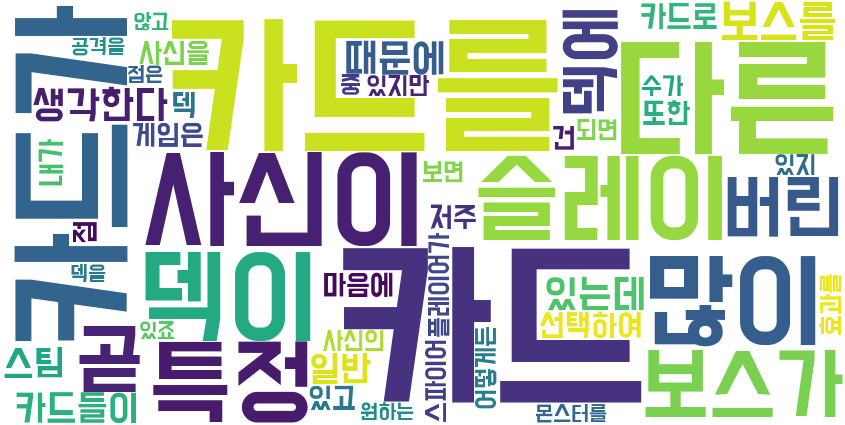 않고
카드로
보스를
공격을
사신을
카드를
때문에
덱에
다른
점은
중
있지만
수가
생각한다
덱
또한
게임은
건
되면
카드가
내가
사신이
보면
슬레이
있지
버린
저주
점
덱을
덱이
마음에
플레이어가
카드
있는데
많이
효과를
있죠
사신의
선택하여
스팀
곧
특정
일반
어떻게든
보스가
카드들이
있고
원하는
스파이어
몬스터를